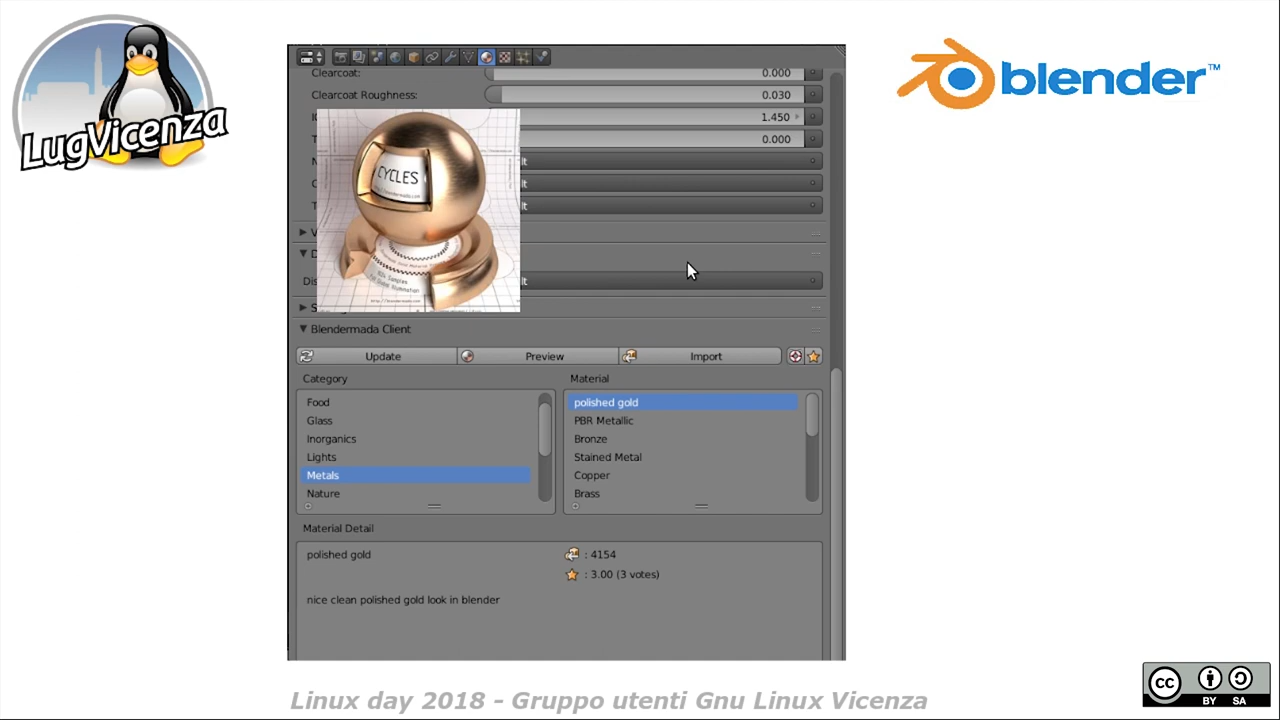 LugVicenza
blender™
Clearcoat: 0.000
Clearcoat Roughness: 0.030
1.450
0.000
CYCLES
http://blendermada.com
Blendermada Client
Update Preview Import
Category Material
Food polished gold
Glass PBR Metallic
Inorganics Bronze
Lights Stained Metal
Metals Copper
Nature Brass
Material Detail
polished gold : 4154
: 3.00 (3 votes)
nice clean polished gold look in blender
Linux day 2018 - Gruppo utenti Gnu Linux Vicenza
CC BY SA